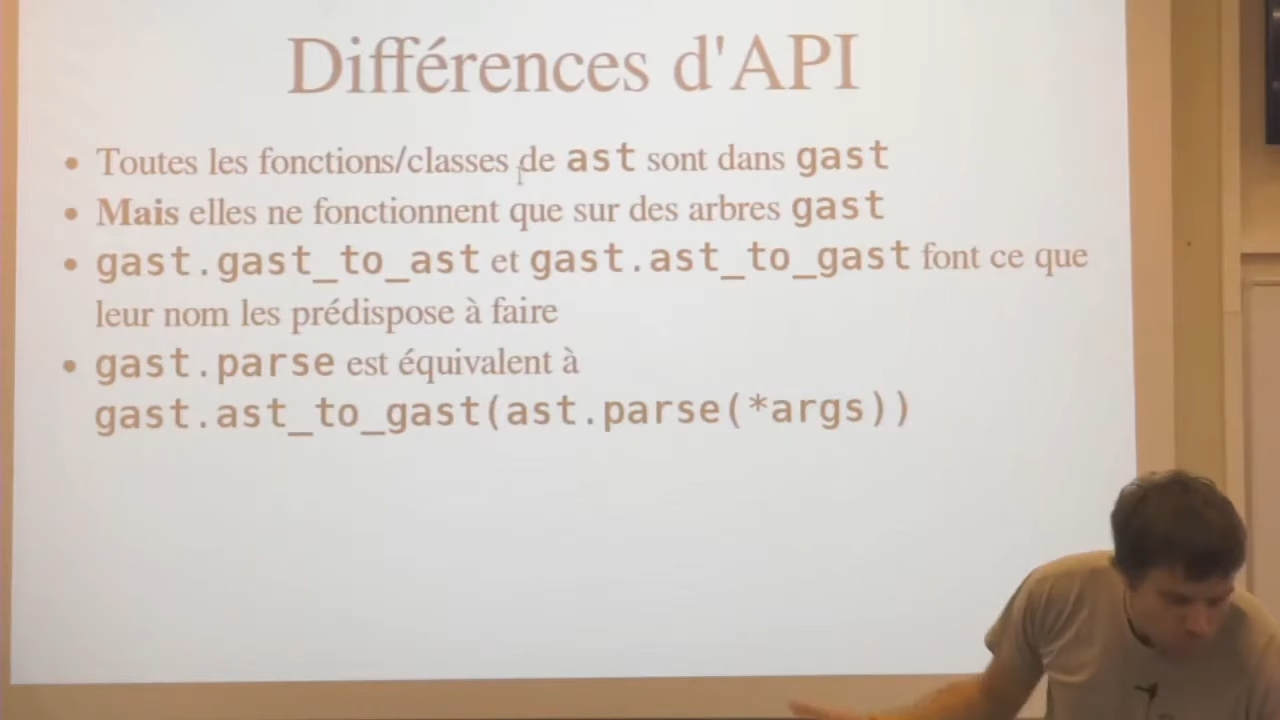 Différences d'API
• Toutes les fonctions/classes de ast sont dans gast
• Mais elles ne fonctionnent que sur des arbres gast
• gast.gast_to_ast et gast.ast_to_gast font ce que
leur nom les prédispose à faire
• gast.parse est équivalent à
gast.ast_to_gast(ast.parse(*args))